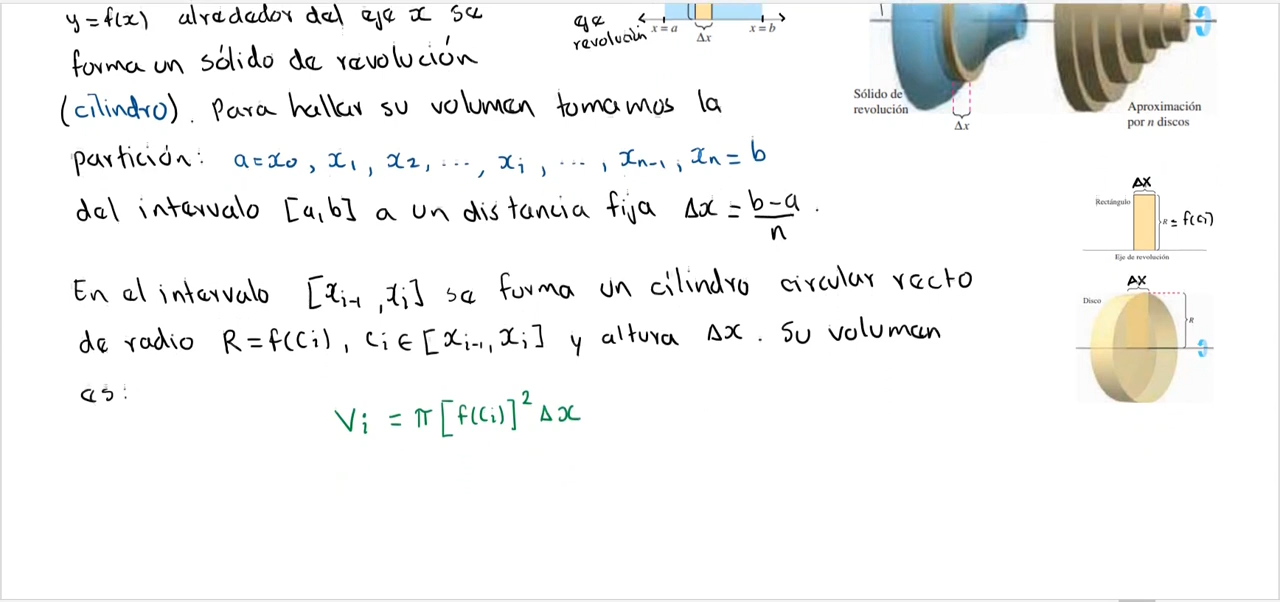 y=f(x) alrededor del eje x se
forma un sólido de revolución
(cilindro). Para hallar su volumen tomamos la
partición: a=x₀, x₁, x₂, ..., xᵢ, ..., xₙ₋₁, xₙ = b
del intervalo [a,b] a un distancia fija Δx = b-a
n
.
En el intervalo [xᵢ₋₁, xᵢ] se forma un cilindro circular recto
de radio R=f(cᵢ), cᵢ ∈ [xᵢ₋₁, xᵢ] y altura Δx. Su volumen
es:
Vᵢ = π[f(cᵢ)]² Δx
eje
revolución
x = a
Δx
x = b
Sólido de
revolución
Δx
Aproximación
por n discos
Δx
Rectángulo
R = f(cᵢ)
Eje de revolución
Δx
Disco
R